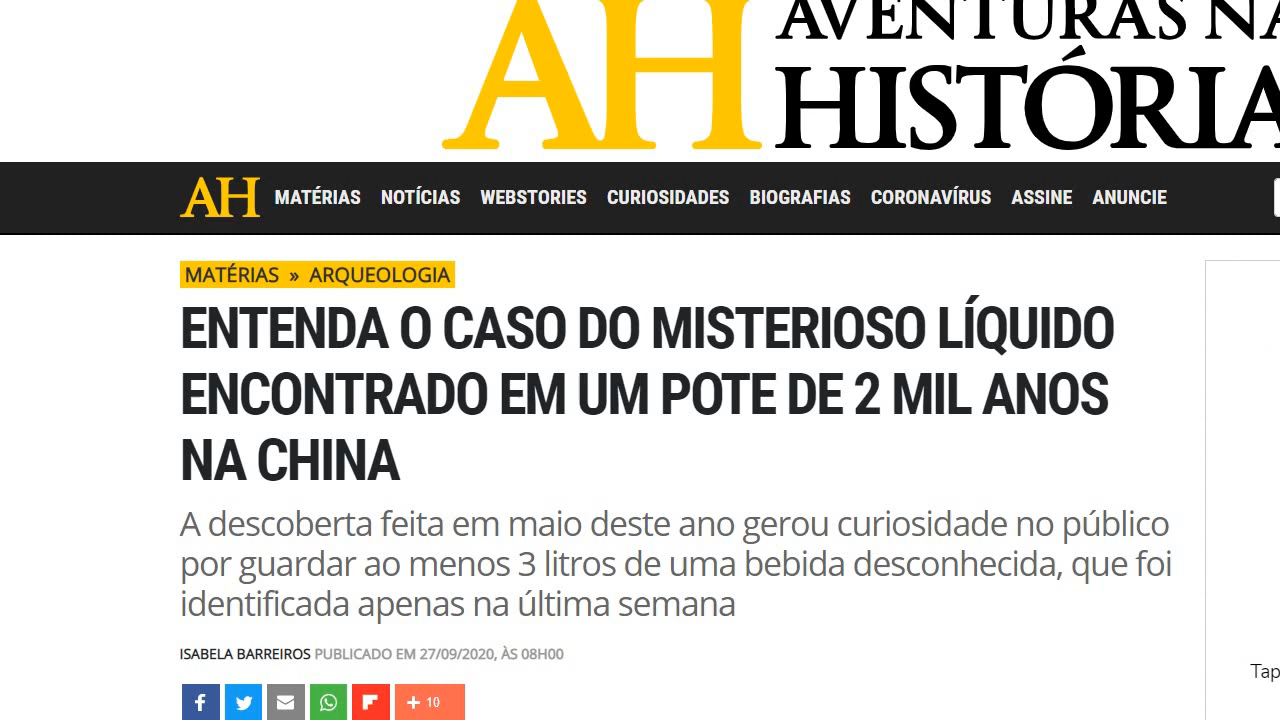 AH AVENTURAS NA
HISTÓRIA
AH MATÉRIAS NOTÍCIAS WEBSTORIES CURIOSIDADES BIOGRAFIAS CORONAVÍRUS ASSINE ANUNCIE
MATÉRIAS » ARQUEOLOGIA
ENTENDA O CASO DO MISTERIOSO LÍQUIDO
ENCONTRADO EM UM POTE DE 2 MIL ANOS
NA CHINA
A descoberta feita em maio deste ano gerou curiosidade no público
por guardar ao menos 3 litros de uma bebida desconhecida, que foi
identificada apenas na última semana
ISABELA BARREIROS PUBLICADO EM 27/09/2020, ÀS 08H00
Tap
+ 10